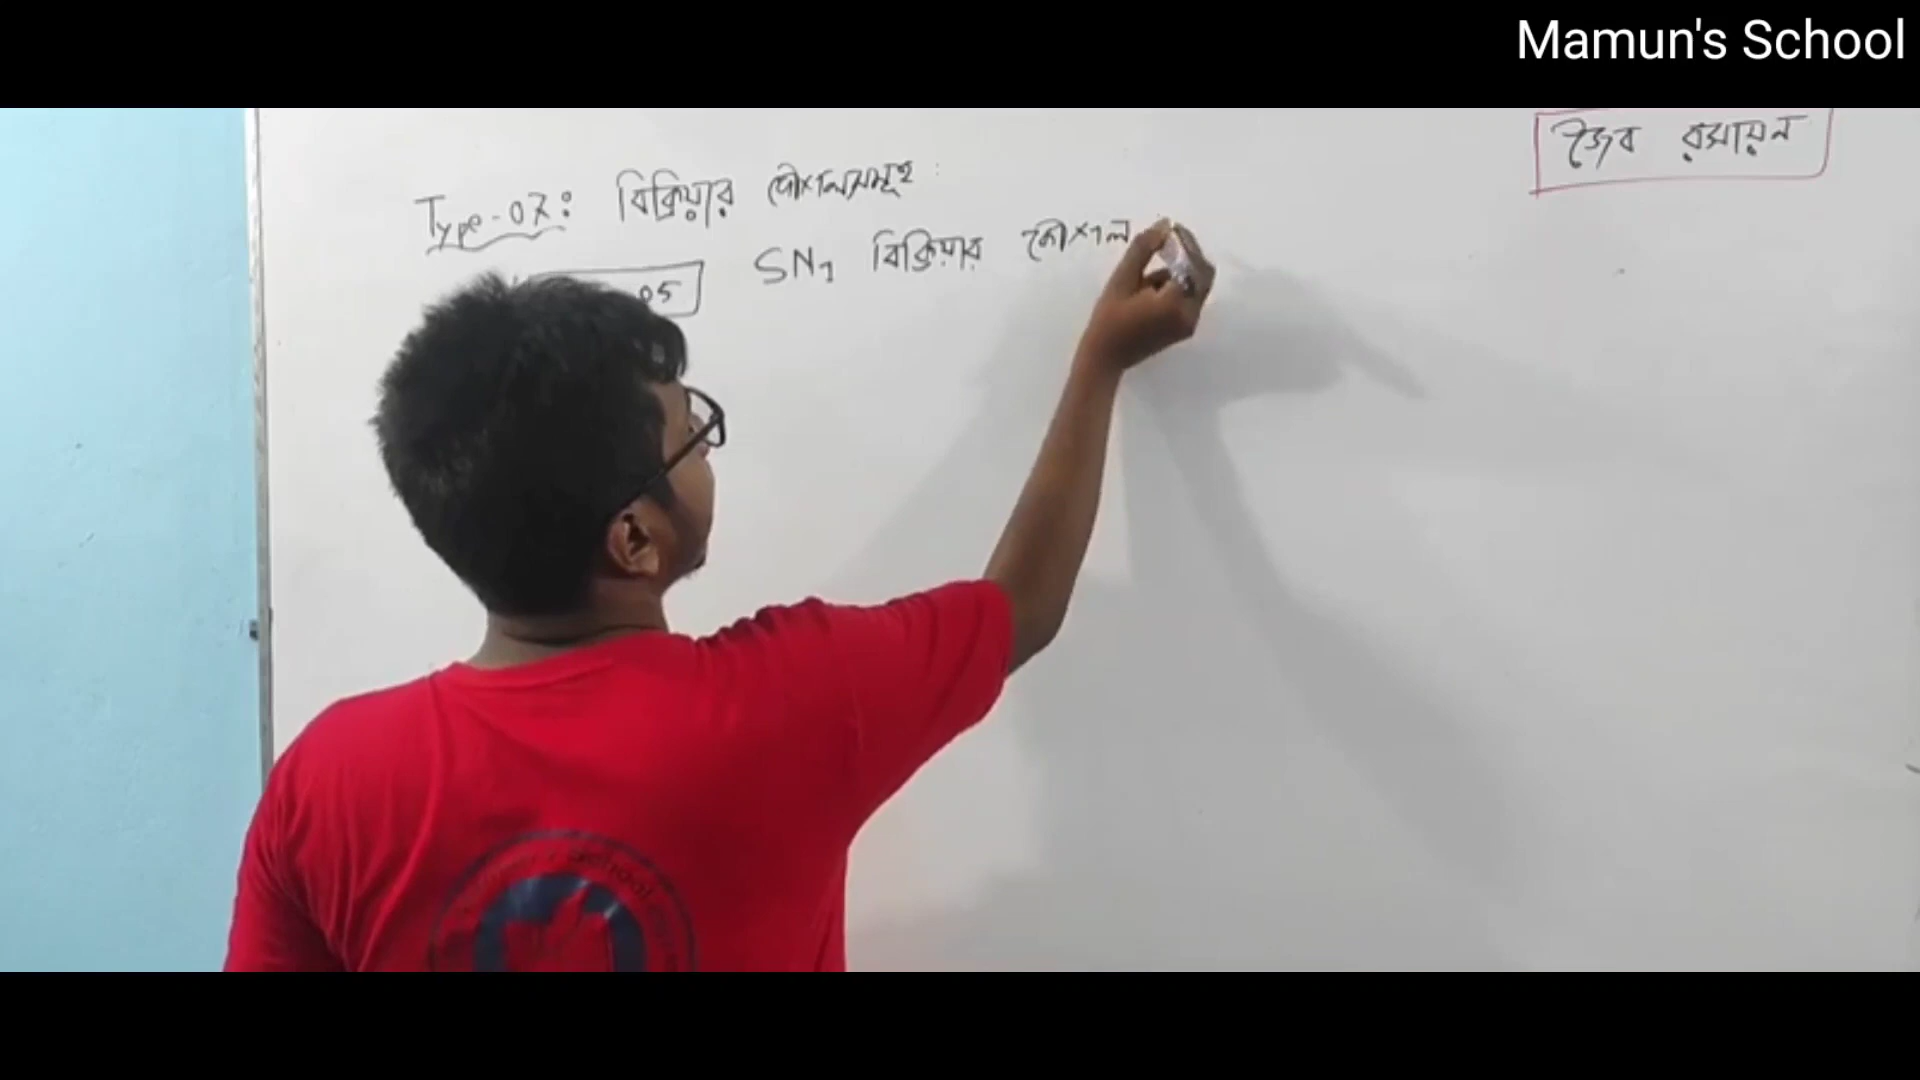 Mamun's School
জৈব রসায়ন
Type-07: বিক্রিয়ার কৌশলসমূহ:
05
SN1 বিক্রিয়ার কৌশল